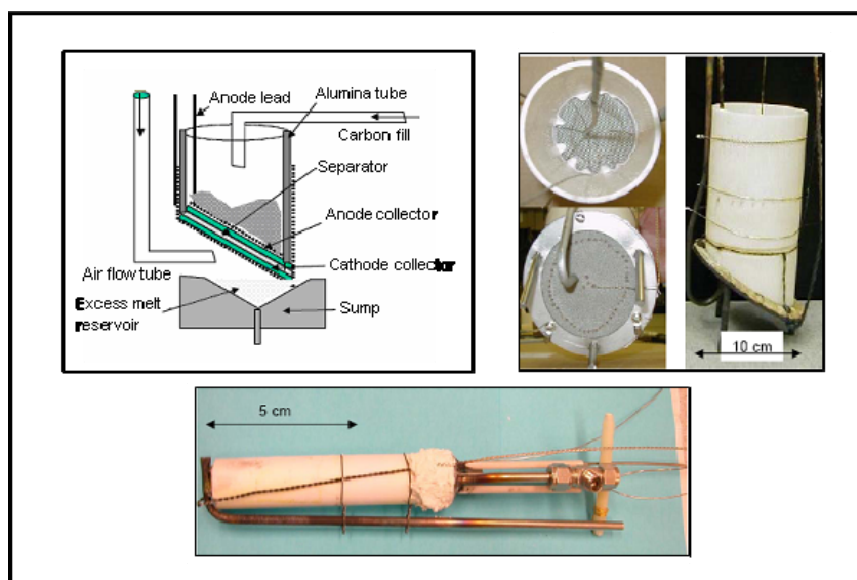 Anode lead
Alumina tube
Carbon fill
Separator
Anode collector
Cathode collector
Air flow tube
Excess melt
reservoir
Sump
10 cm
5 cm